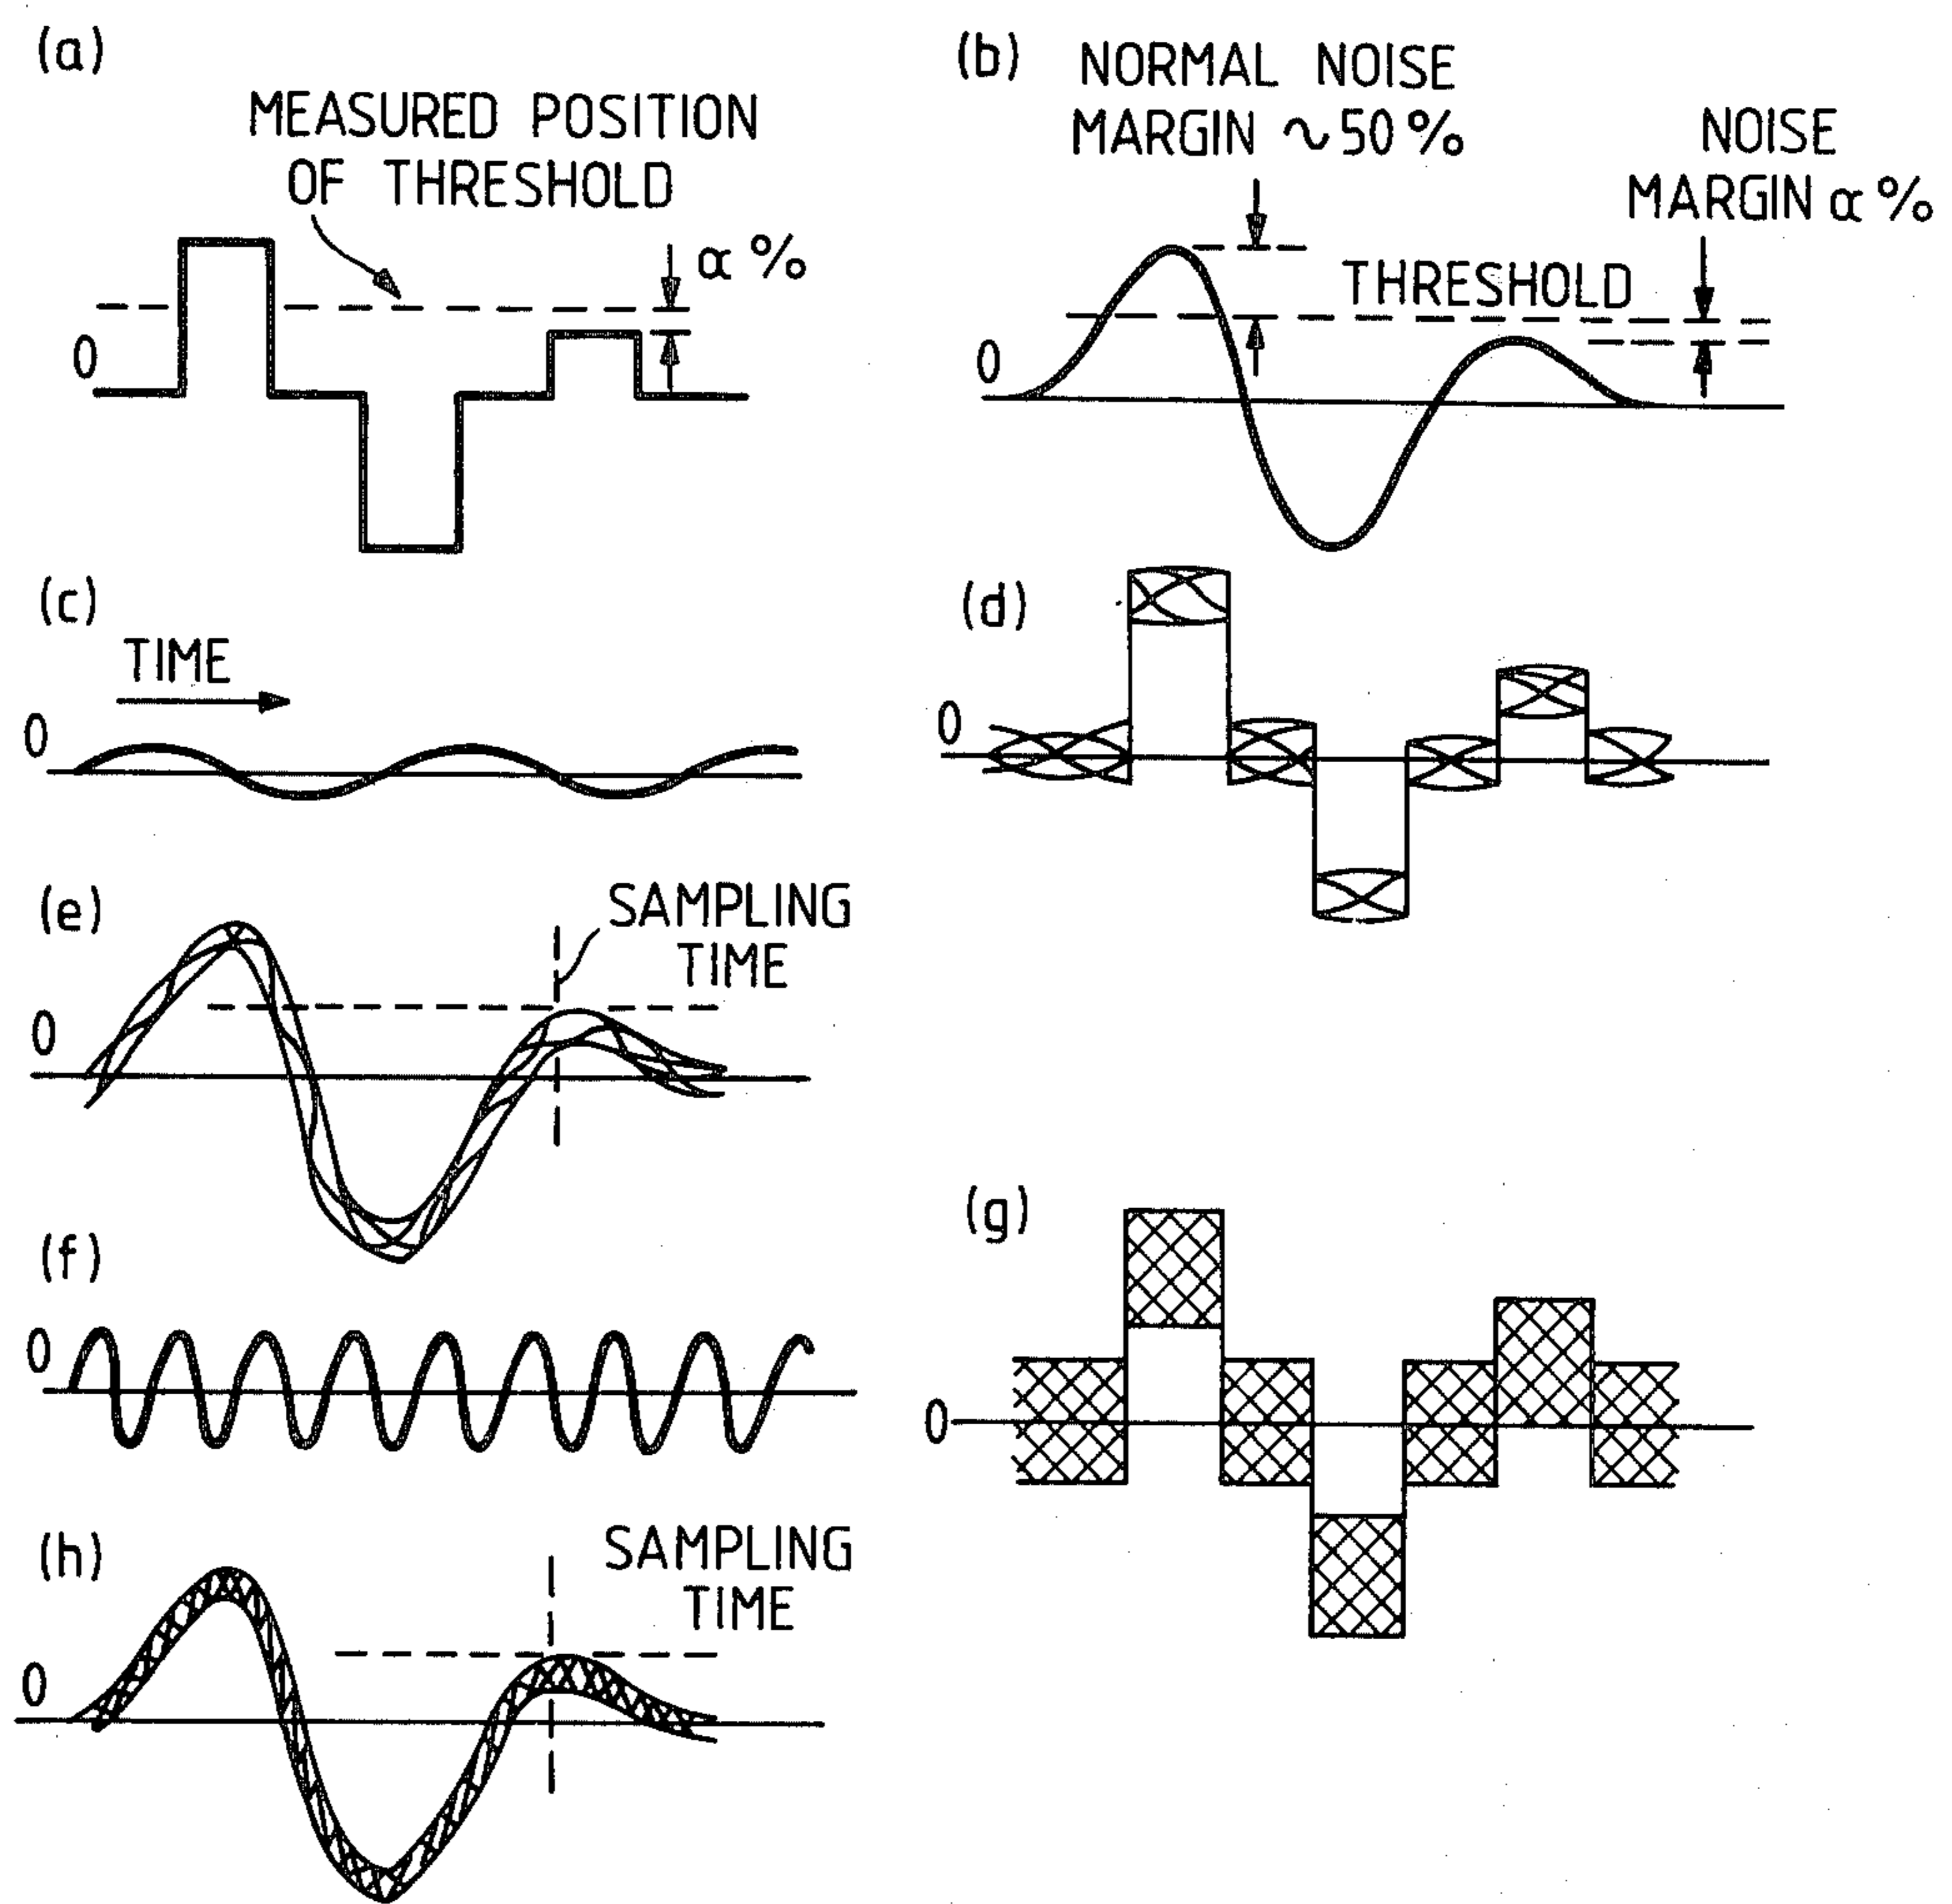 (a)
MEASURED POSITION
OF THRESHOLD
α %
0
(b)
NORMAL NOISE
MARGIN ~50 %
NOISE
MARGIN α %
THRESHOLD
0
(c)
TIME
0
(d)
0
(e)
SAMPLING
TIME
0
(f)
0
(g)
0
(h)
SAMPLING
TIME
0